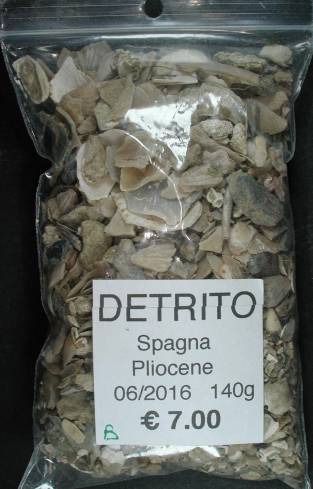 DETRITO
Spagna
Pliocene
06/2016 140g
€ 7.00
B